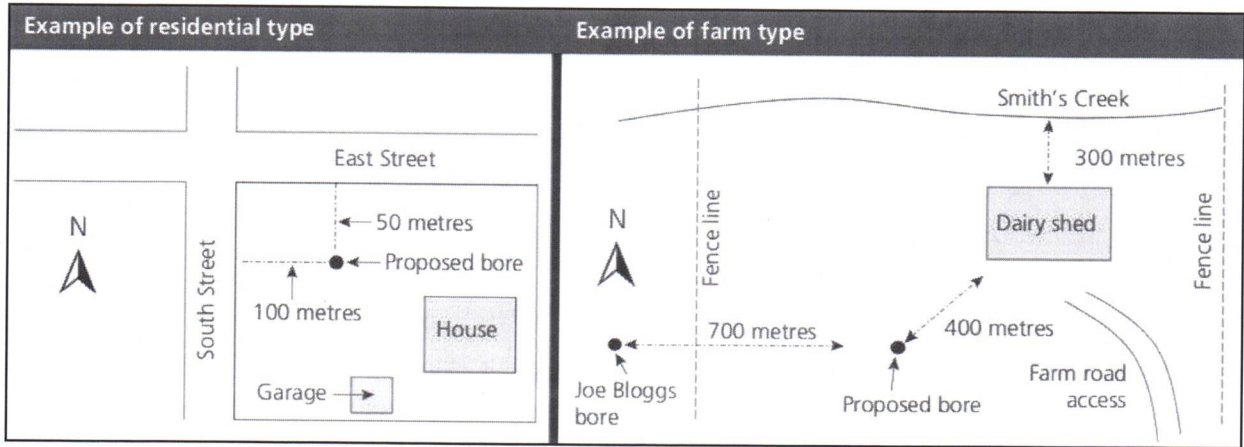 Example of residential type
East Street
N
50 metres
Proposed bore
South Street
100 metres
House
Garage
Example of farm type
Smith's Creek
300 metres
N
Fence line
Dairy shed
Fence line
700 metres
400 metres
Joe Bloggs
bore
Proposed bore
Farm road
access